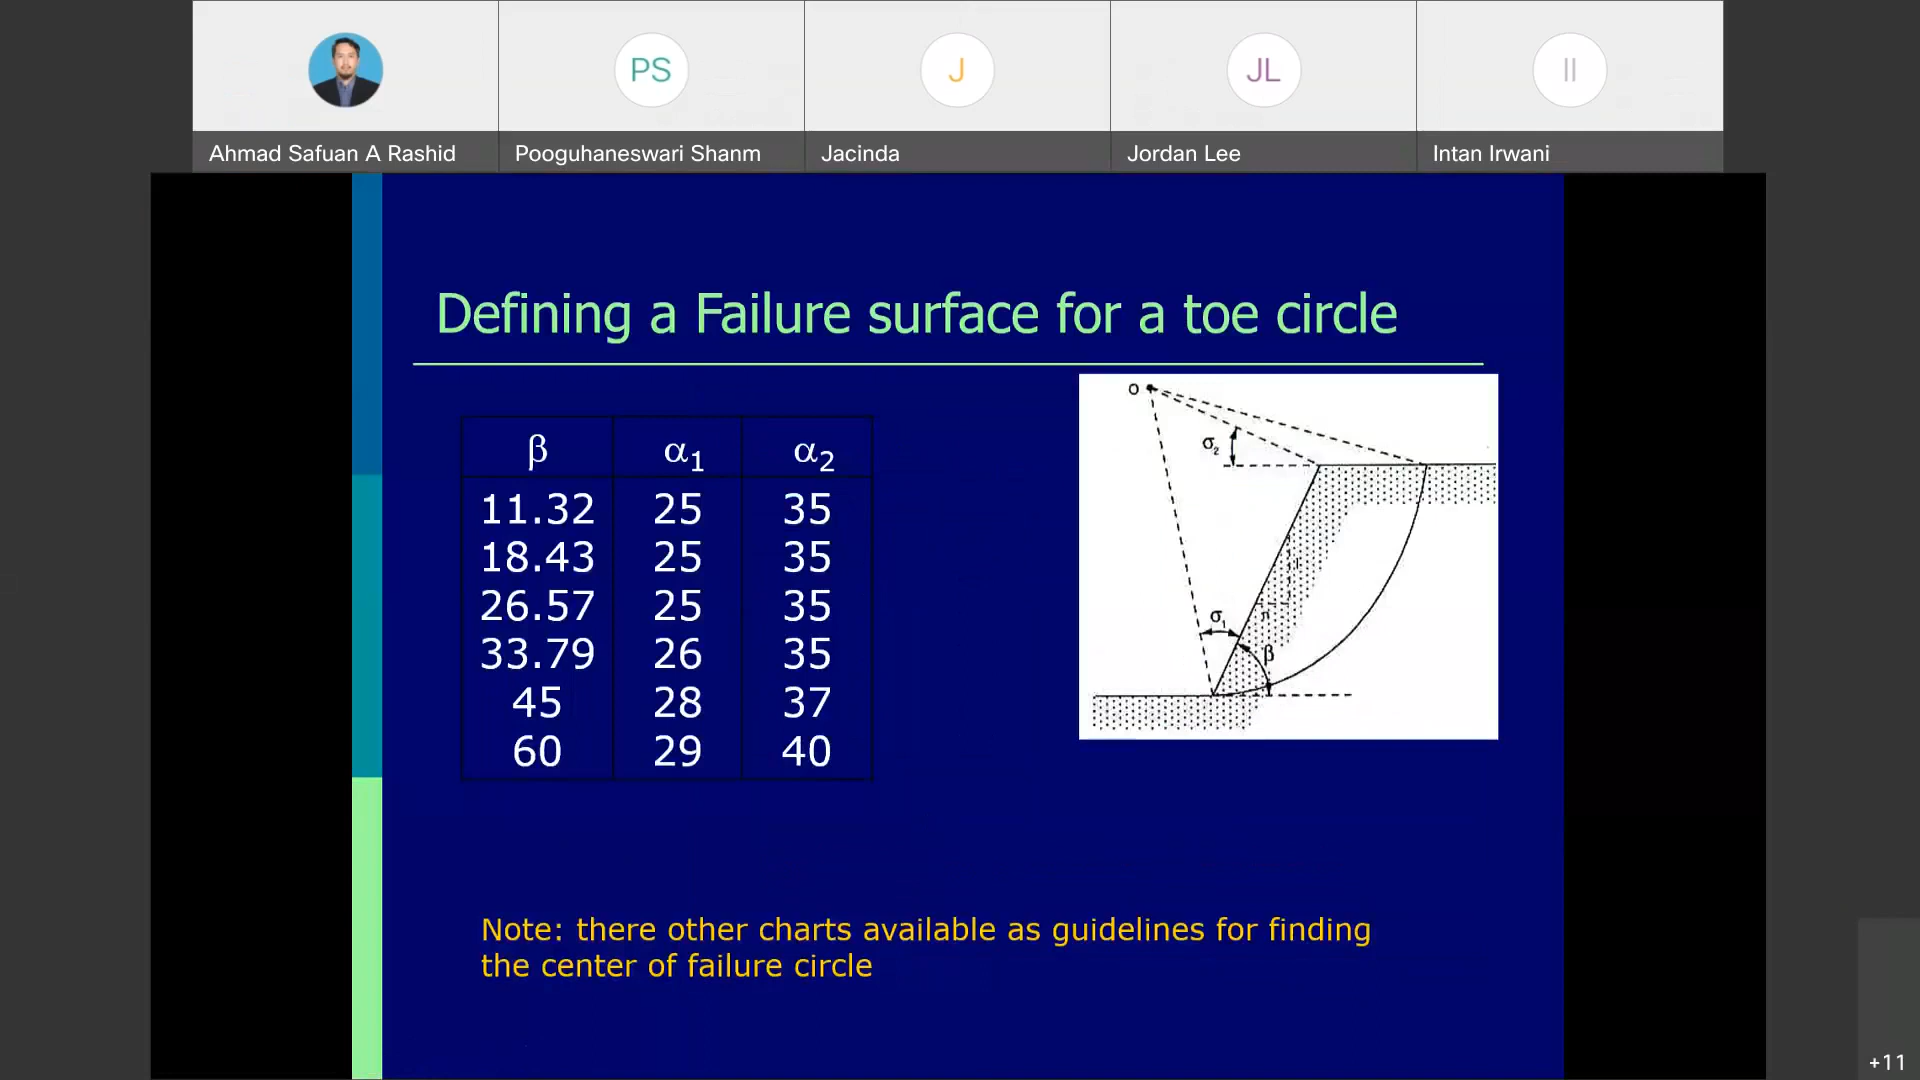 PS
J
JL
II
Ahmad Safuan A Rashid
Pooguhaneswari Shanm
Jacinda
Jordan Lee
Intan Irwani
Defining a Failure surface for a toe circle
β α1 α2
11.32 25 35
18.43 25 35
26.57 25 35
33.79 26 35
45 28 37
60 29 40
O
σ2
σ1
n
1
β
Note: there other charts available as guidelines for finding
the center of failure circle
+11